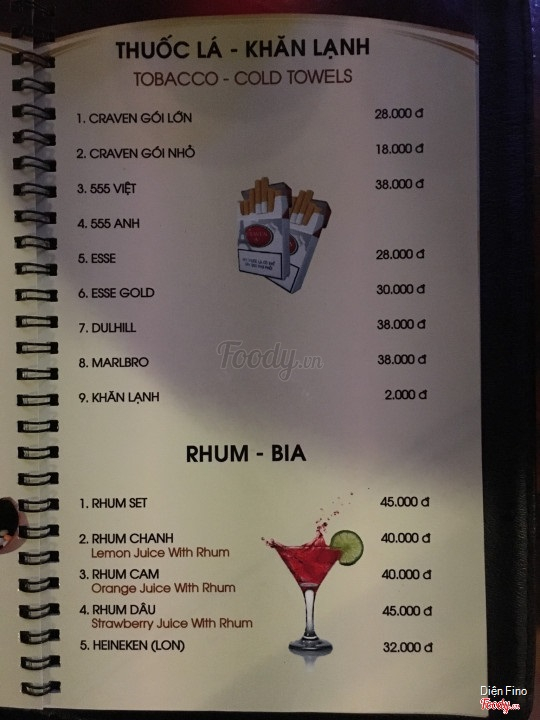 THUỐC LÁ - KHĂN LẠNH
TOBACCO - COLD TOWELS
1. CRAVEN GÓI LỚN 28.000 đ
2. CRAVEN GÓI NHỎ 18.000 đ
3. 555 VIỆT 38.000 đ
4. 555 ANH
5. ESSE 28.000 đ
6. ESSE GOLD 30.000 đ
7. DULHILL 38.000 đ
8. MARLBRO 38.000 đ
9. KHĂN LẠNH 2.000 đ
Foody.vn
RHUM - BIA
1. RHUM SET 45.000 đ
2. RHUM CHANH 40.000 đ
Lemon Juice With Rhum
3. RHUM CAM 40.000 đ
Orange Juice With Rhum
4. RHUM DÂU 45.000 đ
Strawberry Juice With Rhum
5. HEINEKEN (LON) 32.000 đ
Diện Fino
Foody.vn